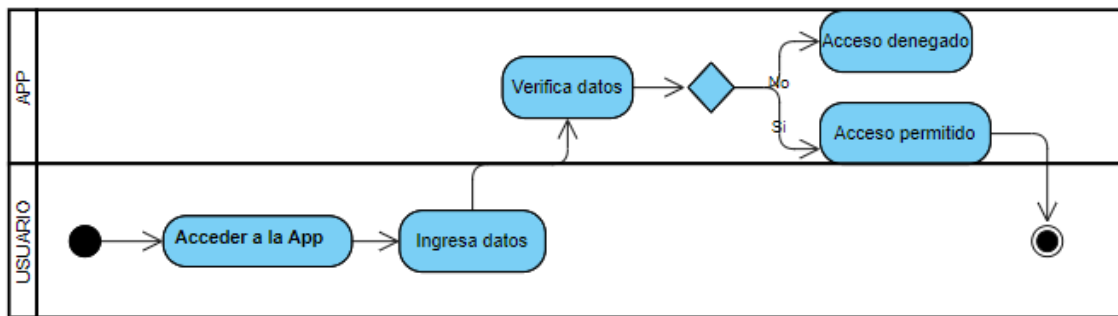 APP
Verifica datos
No
Si
Acceso denegado
Acceso permitido
USUARIO
Acceder a la App
Ingresa datos